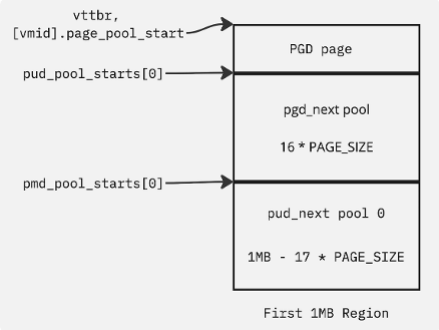 vttbr,
[vmid].page_pool_start
PGD page
pud_pool_starts[0]
pgd_next pool
16 * PAGE_SIZE
pmd_pool_starts[0]
pud_next pool 0
1MB - 17 * PAGE_SIZE
First 1MB Region